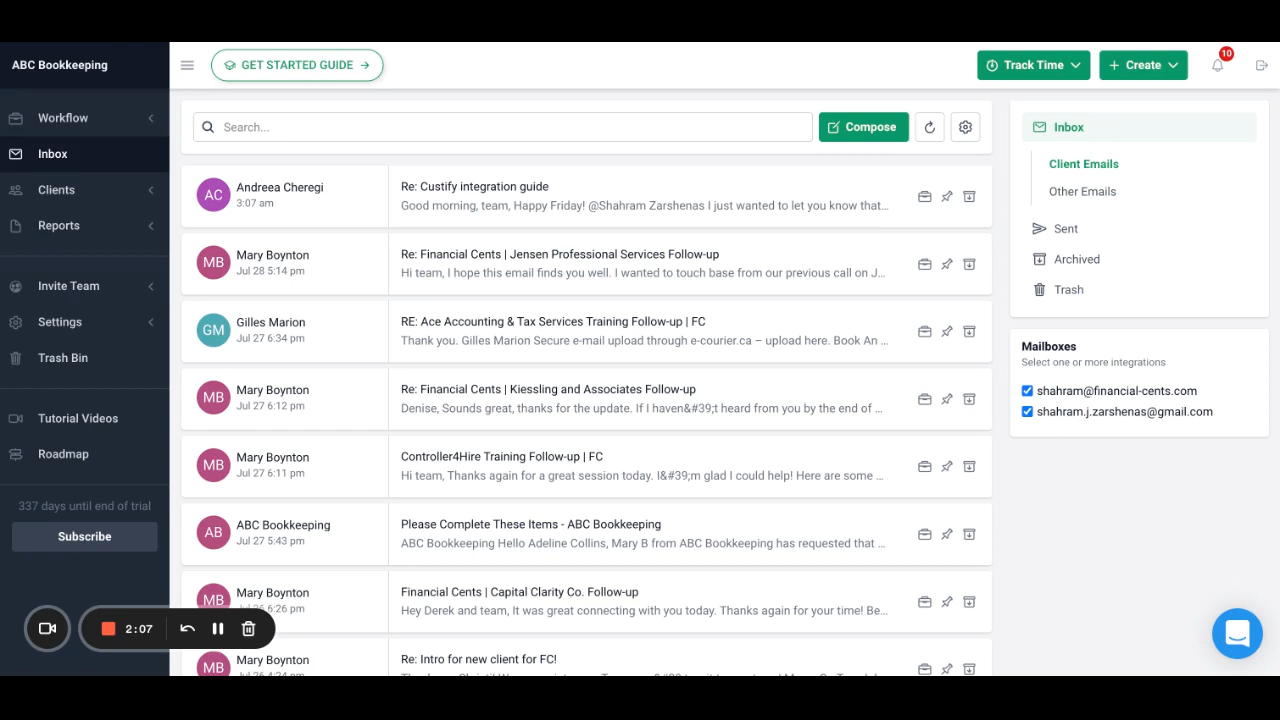 ABC Bookkeeping
GET STARTED GUIDE →
Track Time
+ Create
10
Workflow
Inbox
Clients
Reports
Invite Team
Settings
Trash Bin
Tutorial Videos
Roadmap
337 days until end of trial
Subscribe
2:07
Search...
Compose
AC
Andreea Cheregi
3:07 am
Re: Custify integration guide
Good morning, team, Happy Friday! @Shahram Zarshenas I just wanted to let you know that...
MB
Mary Boynton
Jul 28 5:14 pm
Re: Financial Cents | Jensen Professional Services Follow-up
Hi team, I hope this email finds you well. I wanted to touch base from our previous call on J...
GM
Gilles Marion
Jul 27 6:34 pm
RE: Ace Accounting & Tax Services Training Follow-up | FC
Thank you. Gilles Marion Secure e-mail upload through e-courier.ca – upload here. Book An ...
MB
Mary Boynton
Jul 27 6:12 pm
Re: Financial Cents | Kiessling and Associates Follow-up
Denise, Sounds great, thanks for the update. If I haven&#39;t heard from you by the end of ...
MB
Mary Boynton
Jul 27 6:11 pm
Controller4Hire Training Follow-up | FC
Hi team, Thanks again for a great session today. I&#39;m glad I could help! Here are some ...
AB
ABC Bookkeeping
Jul 27 5:43 pm
Please Complete These Items - ABC Bookkeeping
ABC Bookkeeping Hello Adeline Collins, Mary B from ABC Bookkeeping has requested that ...
MB
Mary Boynton
6:26 pm
Financial Cents | Capital Clarity Co. Follow-up
Hey Derek and team, It was great connecting with you today. Thanks again for your time! Be...
MB
Mary Boynton
Re: Intro for new client for FC!
Inbox
Client Emails
Other Emails
Sent
Archived
Trash
Mailboxes
Select one or more integrations
shahram@financial-cents.com
shahram.j.zarshenas@gmail.com